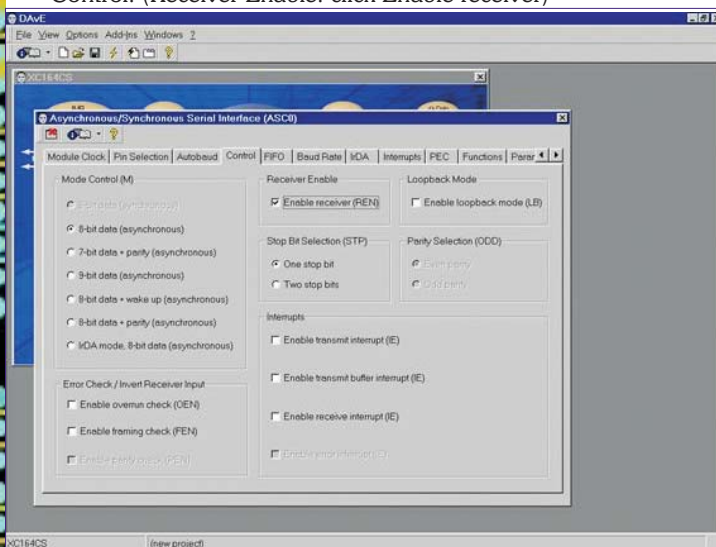 Control: (Receiver Enable: click Enable receiver)
DAvE
File View Options Add-Ins Windows ?
XC164CS
Asynchronous/Synchronous Serial Interface (ASC0)
Module Clock Pin Selection Autobaud Control FIFO Baud Rate IrDA Interrupts PEC Functions Param
Mode Control (M)
8-bit data (synchronous)
8-bit data (asynchronous)
7-bit data + parity (asynchronous)
9-bit data (asynchronous)
8-bit data + wake up (asynchronous)
8-bit data + parity (asynchronous)
IrDA mode, 8-bit data (asynchronous)
Error Check / Invert Receiver Input
Enable overrun check (OEN)
Enable framing check (FEN)
Enable parity check (PEN)
Receiver Enable
Enable receiver (REN)
Loopback Mode
Enable loopback mode (LB)
Stop Bit Selection (STP)
One stop bit
Two stop bits
Parity Selection (ODD)
Even parity
Odd parity
Interrupts
Enable transmit interrupt (IE)
Enable transmit buffer interrupt (IE)
Enable receive interrupt (IE)
Enable error interrupt (IE)
XC164CS (new project)